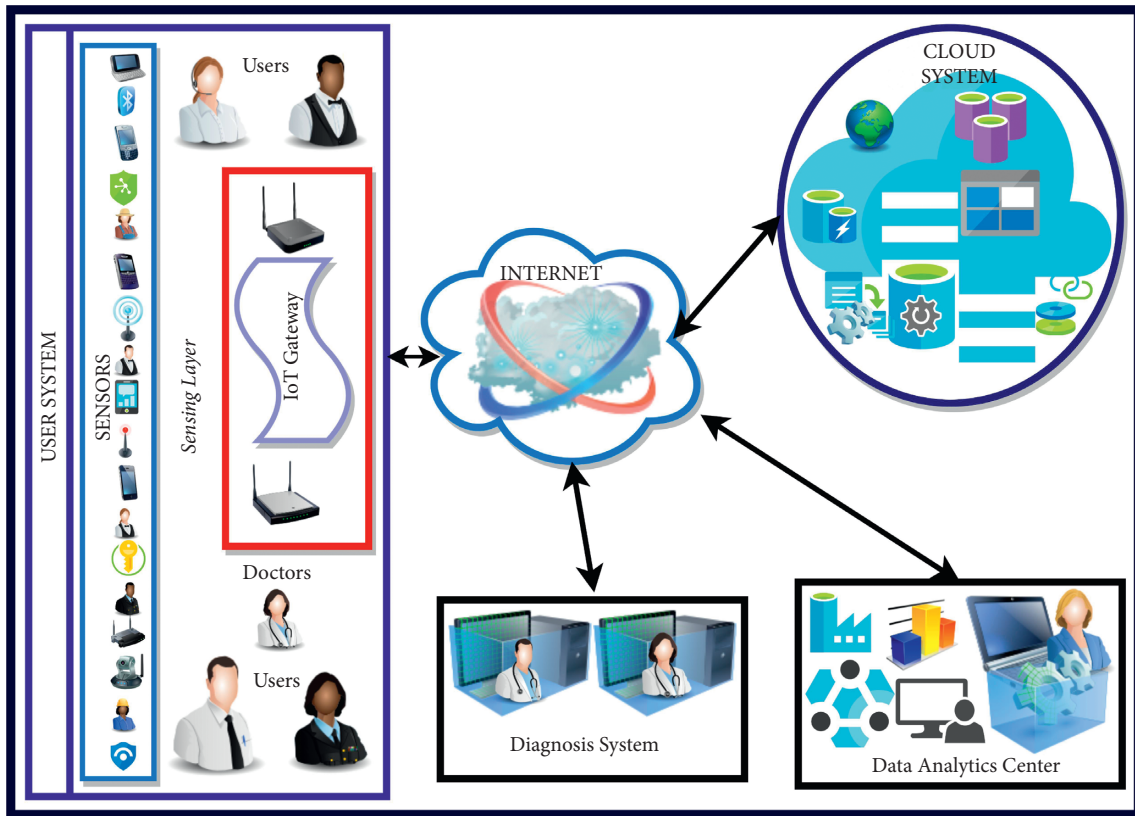 USER SYSTEM
SENSORS
Users
Sensing Layer
IoT Gateway
Doctors
Users
INTERNET
CLOUD
SYSTEM
Diagnosis System
Data Analytics Center